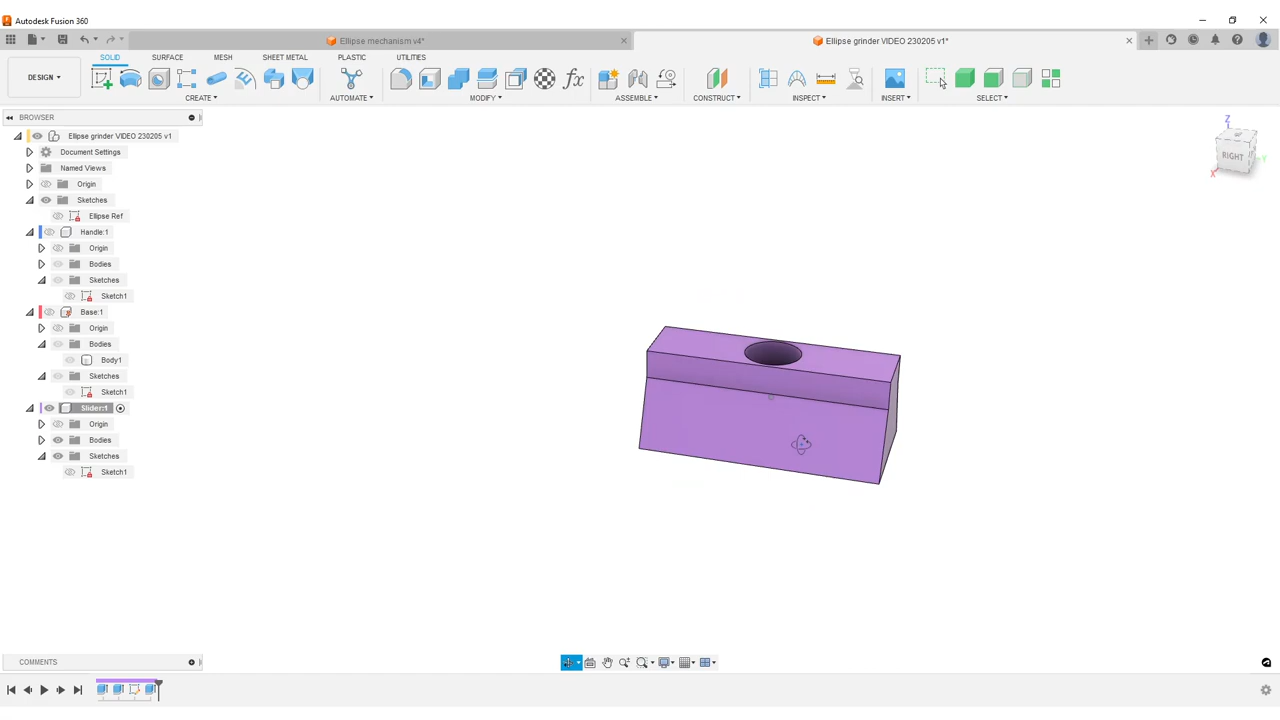 Autodesk Fusion 360
Ellipse mechanism v4*
Ellipse grinder VIDEO 230205 v1*
SOLID SURFACE MESH SHEET METAL PLASTIC UTILITIES
DESIGN
CREATE AUTOMATE MODIFY ASSEMBLE CONSTRUCT INSPECT INSERT SELECT
BROWSER
Ellipse grinder VIDEO 230205 v1
Document Settings
Named Views
Origin
Sketches
Ellipse Ref
Handle:1
Origin
Bodies
Sketches
Sketch1
Base:1
Origin
Bodies
Body1
Sketches
Sketch1
Slider:1
Origin
Bodies
Sketches
Sketch1
Z
RIGHT
X
Y
COMMENTS